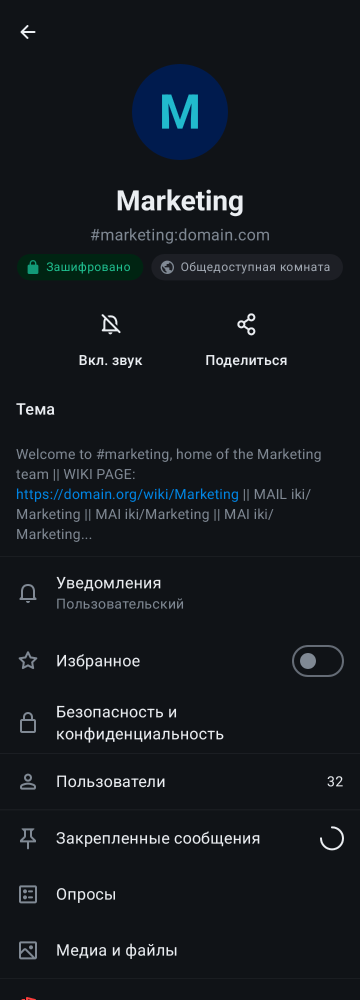 M
Marketing
#marketing:domain.com
Зашифровано
Общедоступная комната
Вкл. звук
Поделиться
Тема
Welcome to #marketing, home of the Marketing
team || WIKI PAGE:
https://domain.org/wiki/Marketing || MAIL iki/
Marketing || MAI iki/Marketing || MAI iki/
Marketing...
Уведомления
Пользовательский
Избранное
Безопасность и
конфиденциальность
Пользователи 32
Закрепленные сообщения
Опросы
Медиа и файлы